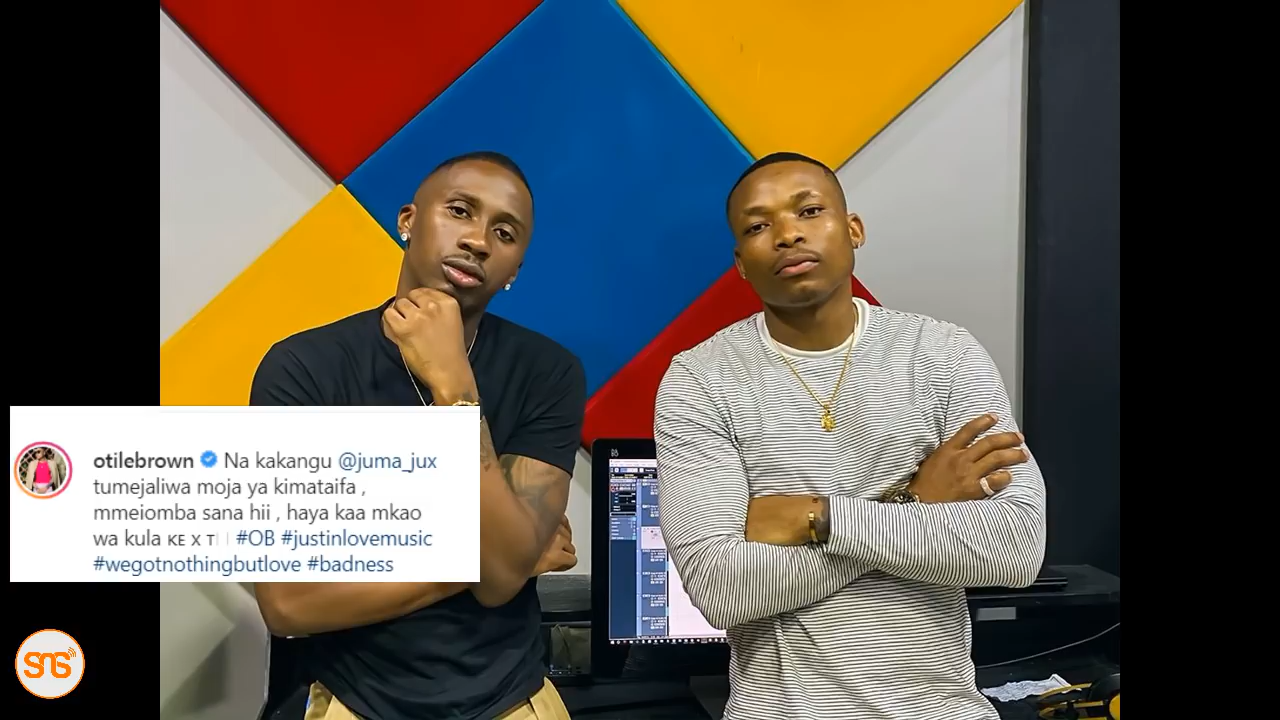 otilebrown Na kakangu @juma_jux
tumejaliwa moja ya kimataifa ,
mmeiomba sana hii , haya kaa mkao
wa kula ᴋᴇ x ᴛ #OB #justinlovemusic
#wegotnothingbutlove #badness
SNS